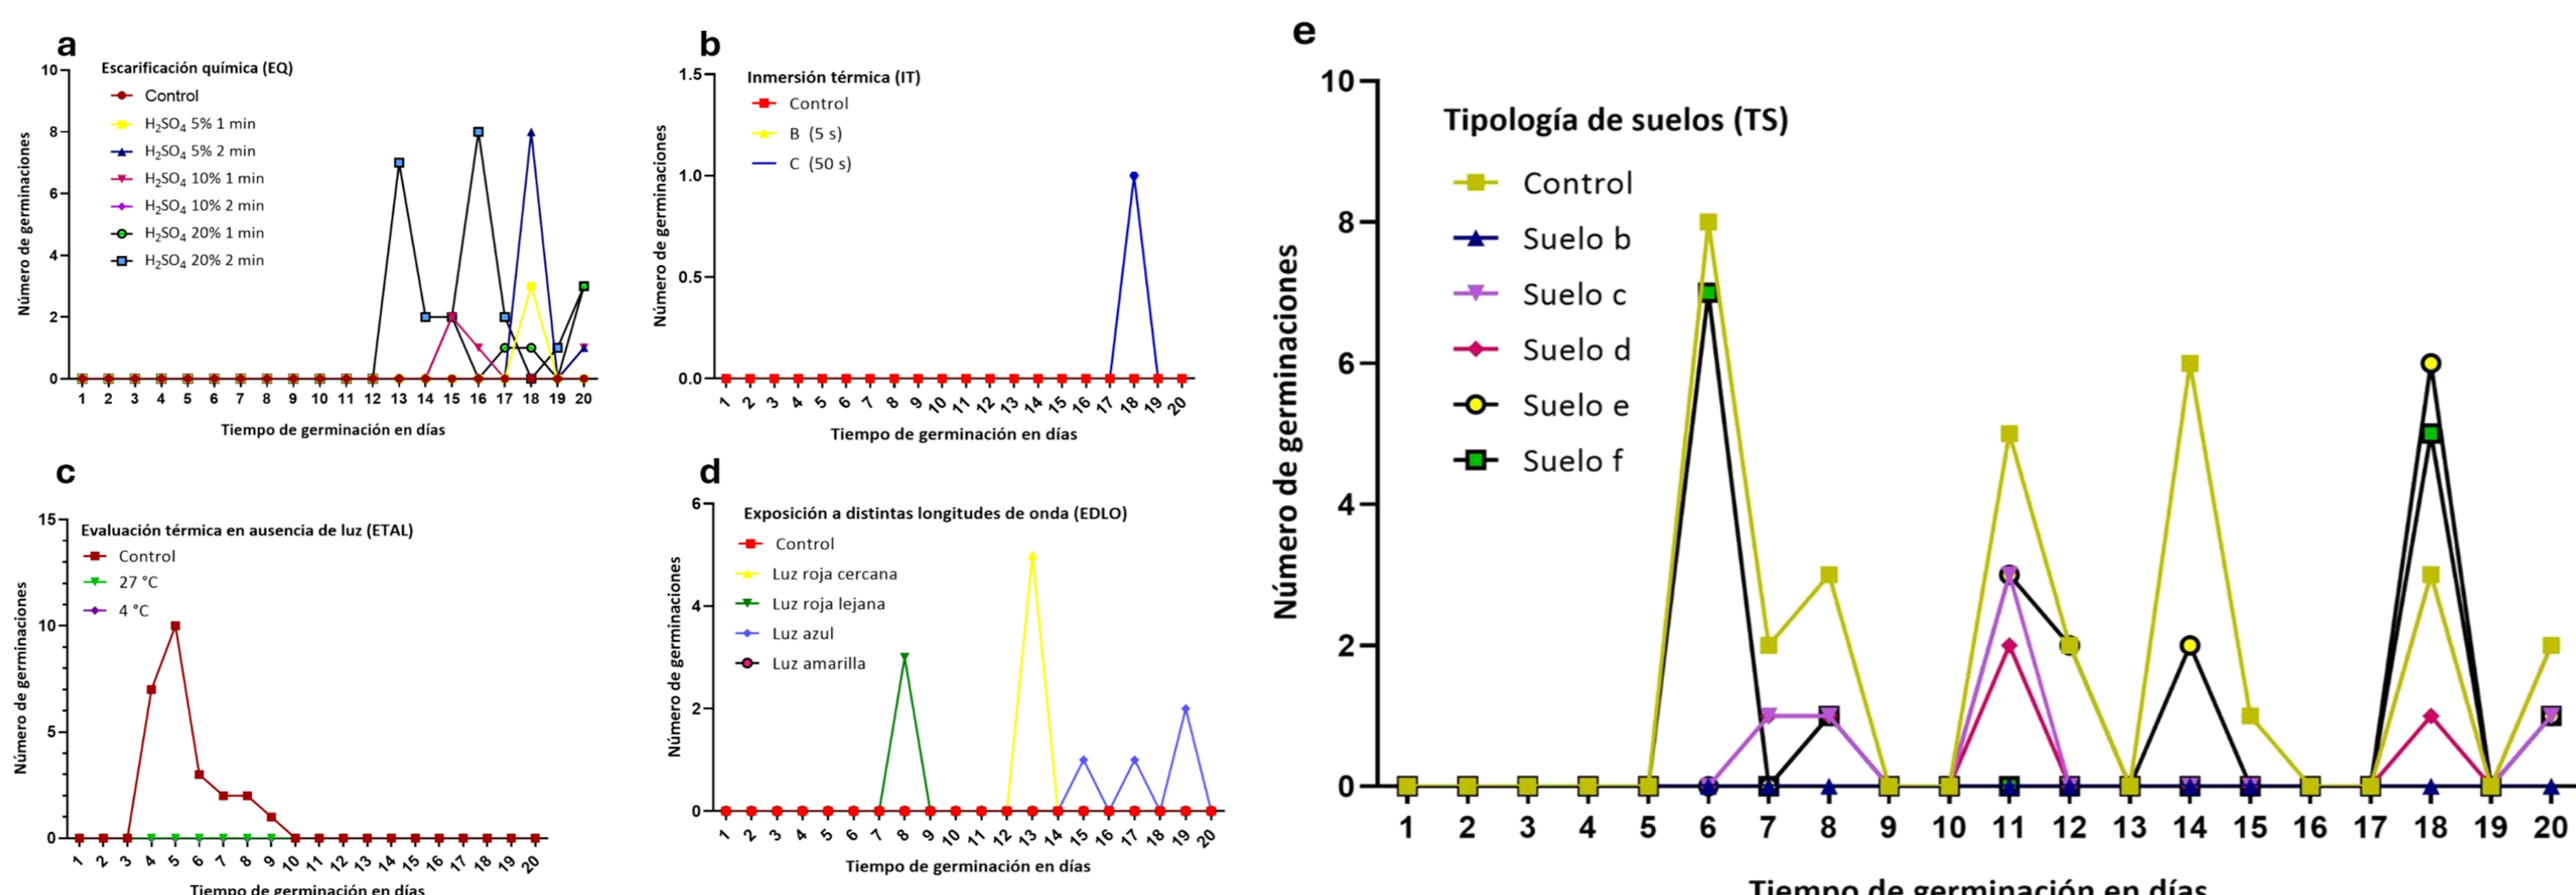 a
Escarificación química (EQ)
Control
H₂SO₄ 5% 1 min
H₂SO₄ 5% 2 min
H₂SO₄ 10% 1 min
H₂SO₄ 10% 2 min
H₂SO₄ 20% 1 min
H₂SO₄ 20% 2 min
Número de germinaciones
10
8
6
4
2
0
1 2 3 4 5 6 7 8 9 10 11 12 13 14 15 16 17 18 19 20
Tiempo de germinación en días
b
Inmersión térmica (IT)
Control
B (5 s)
C (50 s)
Número de germinaciones
1.5
1.0
0.5
0.0
1 2 3 4 5 6 7 8 9 10 11 12 13 14 15 16 17 18 19 20
Tiempo de germinación en días
c
Evaluación térmica en ausencia de luz (ETAL)
Control
27 °C
4 °C
Número de germinaciones
15
10
5
0
1 2 3 4 5 6 7 8 9 10 11 12 13 14 15 16 17 18 19 20
Tiempo de germinación en días
d
Exposición a distintas longitudes de onda (EDLO)
Control
Luz roja cercana
Luz roja lejana
Luz azul
Luz amarilla
Número de germinaciones
6
4
2
0
1 2 3 4 5 6 7 8 9 10 11 12 13 14 15 16 17 18 19 20
Tiempo de germinación en días
e
Tipología de suelos (TS)
Control
Suelo b
Suelo c
Suelo d
Suelo e
Suelo f
Número de germinaciones
10
8
6
4
2
0
1 2 3 4 5 6 7 8 9 10 11 12 13 14 15 16 17 18 19 20
Tiempo de germinación en días